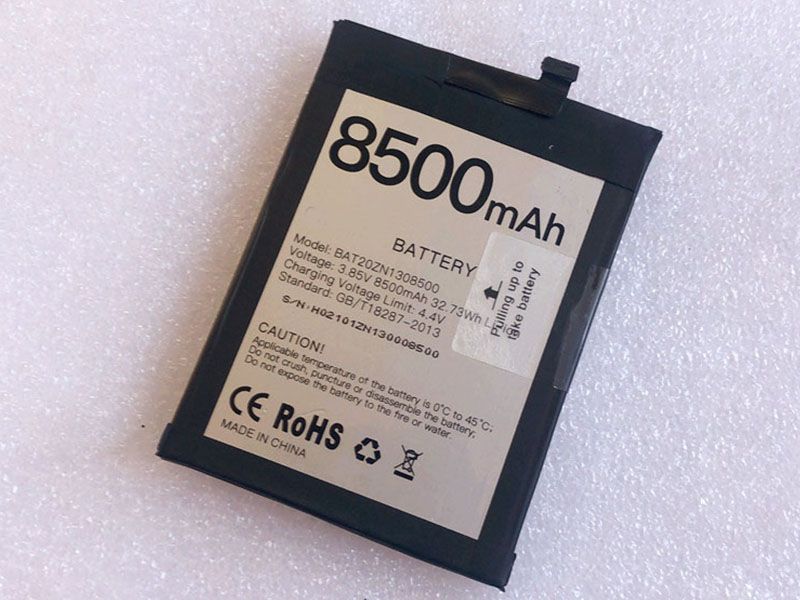 8500mAh
BATTERY
Model: BAT20ZN1308500
Voltage: 3.85V 8500mAh 32.73Wh
Charging Voltage Limit: 4.4V
Standard: GB/T18287-2013
S/N:H02101ZN130008500
Pulling up to
take battery
CAUTION!
Applicable temperature of the battery is 0°C to 45°C;
Do not crush, puncture or disassemble the battery;
Do not expose the battery to the fire or water.
CE RoHS
MADE IN CHINA